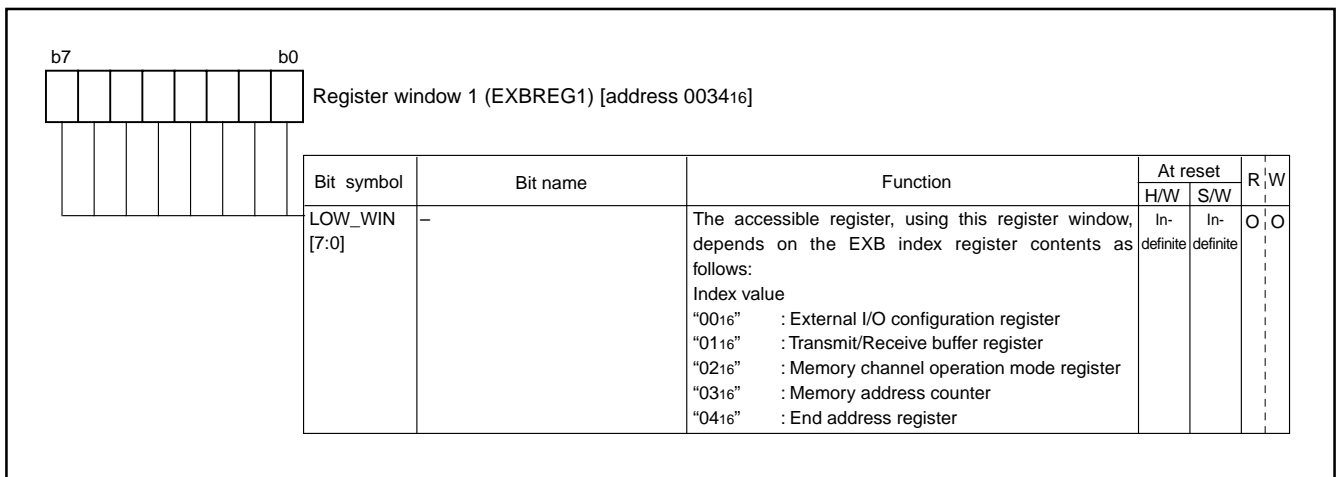 b7 b0
Register window 1 (EXBREG1) [address 003416]
Bit symbol Bit name Function At reset R W
H/W S/W
LOW_WIN – The accessible register, using this register window, In- In- O O
[7:0] depends on the EXB index register contents as definite definite
follows:
Index value
“0016” : External I/O configuration register
“0116” : Transmit/Receive buffer register
“0216” : Memory channel operation mode register
“0316” : Memory address counter
“0416” : End address register